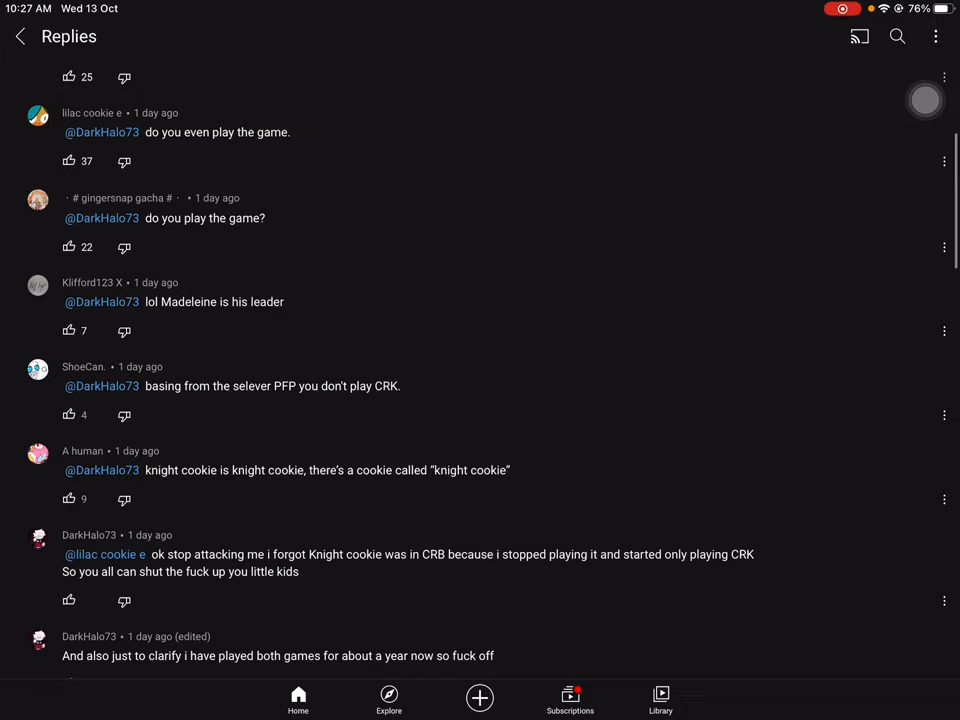 10:27 AM Wed 13 Oct
76%
Replies
25
lilac cookie e • 1 day ago
@DarkHalo73 do you even play the game.
37
· # gingersnap gacha # · • 1 day ago
@DarkHalo73 do you play the game?
22
Klifford123 X • 1 day ago
@DarkHalo73 lol Madeleine is his leader
7
ShoeCan. • 1 day ago
@DarkHalo73 basing from the selever PFP you don't play CRK.
4
A human • 1 day ago
@DarkHalo73 knight cookie is knight cookie, there's a cookie called “knight cookie”
9
DarkHalo73 • 1 day ago
@lilac cookie e ok stop attacking me i forgot Knight cookie was in CRB because i stopped playing it and started only playing CRK
So you all can shut the fuck up you little kids
DarkHalo73 • 1 day ago (edited)
And also just to clarify i have played both games for about a year now so fuck off
Home
Explore
Subscriptions
Library